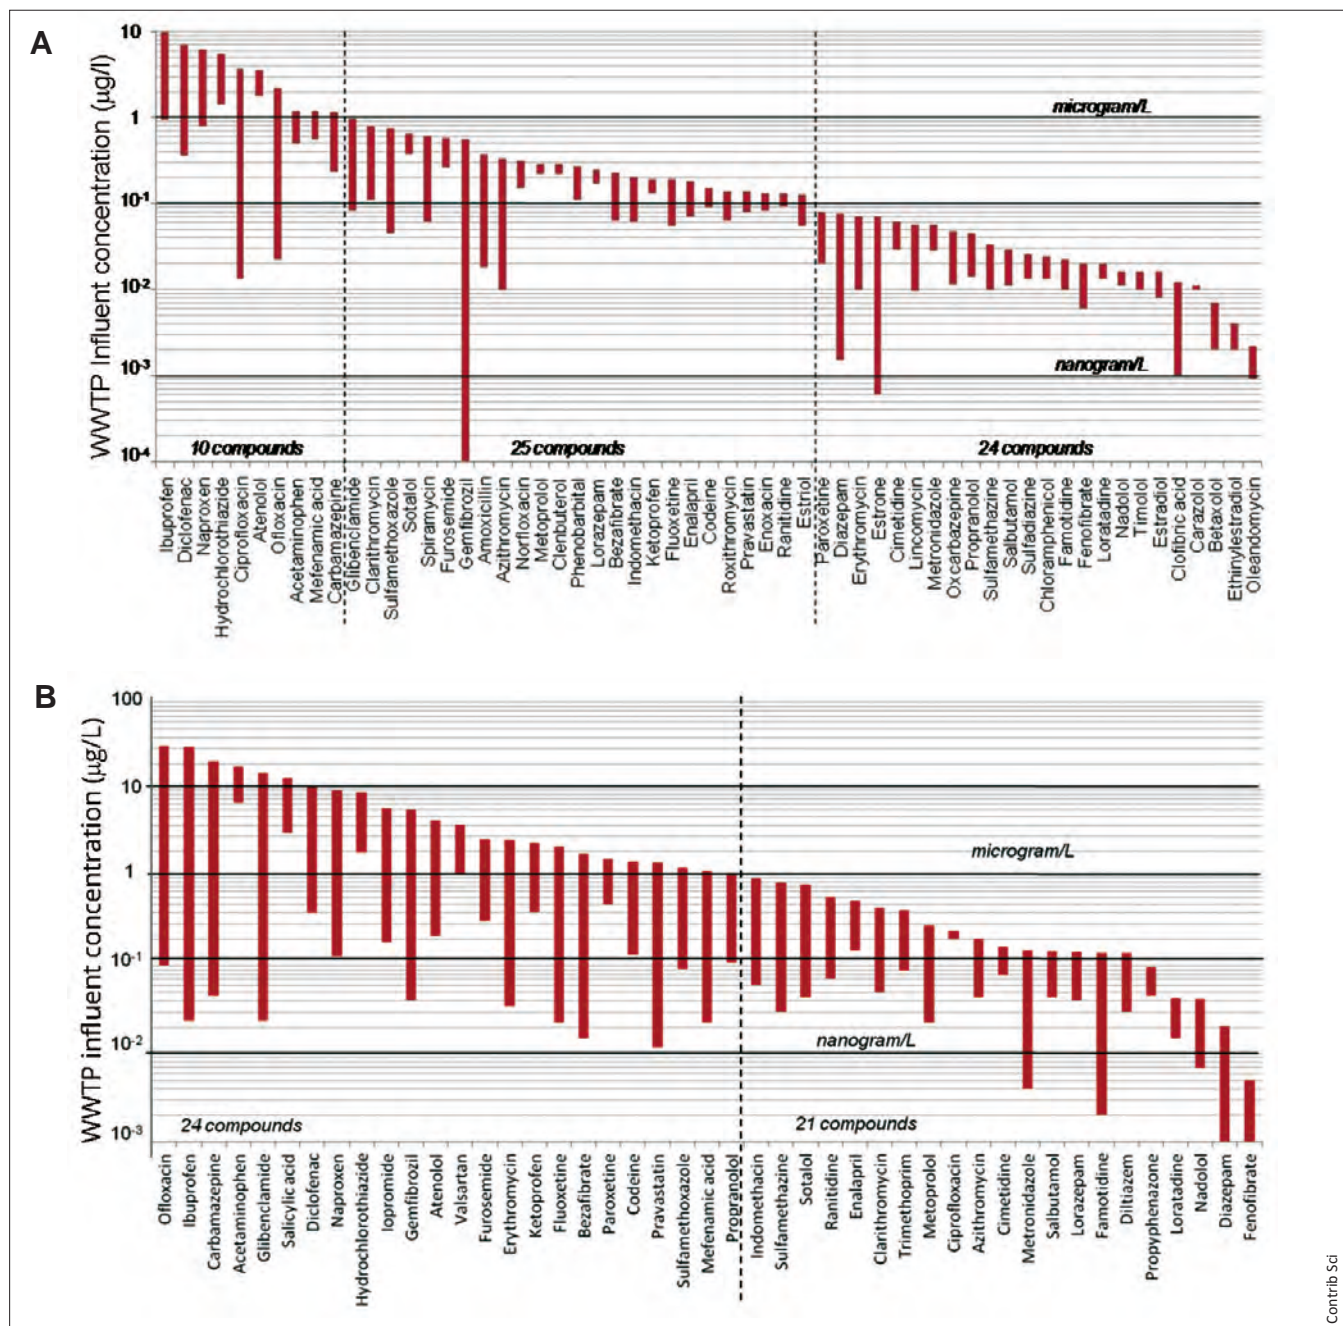 A
WWTP Influent concentration (µg/l)
10
1
10-1
10-2
10-3
10-4
microgram/L
nanogram/L
10 compounds
25 compounds
24 compounds
Ibuprofen
Diclofenac
Naproxen
Hydrochlorothiazide
Ciprofloxacin
Atenolol
Ofloxacin
Acetaminophen
Mefenamic acid
Carbamazepine
Glibenclamide
Clarithromycin
Sulfamethoxazole
Sotalol
Spiramycin
Furosemide
Gemfibrozil
Amoxicillin
Azithromycin
Norfloxacin
Metoprolol
Clenbuterol
Phenobarbital
Lorazepam
Bezafibrate
Indomethacin
Ketoprofen
Fluoxetine
Enalapril
Codeine
Roxithromycin
Pravastatin
Enoxacin
Ranitidine
Estriol
Paroxetine
Diazepam
Erythromycin
Estrone
Cimetidine
Lincomycin
Metronidazole
Oxcarbazepine
Propranolol
Sulfamethazine
Salbutamol
Sulfadiazine
Chloramphenicol
Famotidine
Fenofibrate
Loratadine
Nadolol
Timolol
Estradiol
Clofibric acid
Carazolol
Betaxolol
Ethinylestradiol
Oleandomycin
B
WWTP influent concentration (µg/L)
100
10
1
10-1
10-2
10-3
microgram/L
nanogram/L
24 compounds
21 compounds
Ofloxacin
Ibuprofen
Carbamazepine
Acetaminophen
Glibenclamide
Salicylic acid
Diclofenac
Naproxen
Hydrochlorothiazide
Iopromide
Gemfibrozil
Atenolol
Valsartan
Furosemide
Erythromycin
Ketoprofen
Fluoxetine
Bezafibrate
Paroxetine
Codeine
Pravastatin
Sulfamethoxazole
Mefenamic acid
Propranolol
Indomethacin
Sulfamethazine
Sotalol
Ranitidine
Enalapril
Clarithromycin
Trimethoprim
Metoprolol
Ciprofloxacin
Azithromycin
Cimetidine
Metronidazole
Salbutamol
Lorazepam
Famotidine
Diltiazem
Propyphenazone
Loratadine
Nadolol
Diazepam
Fenofibrate
Contrib Sci